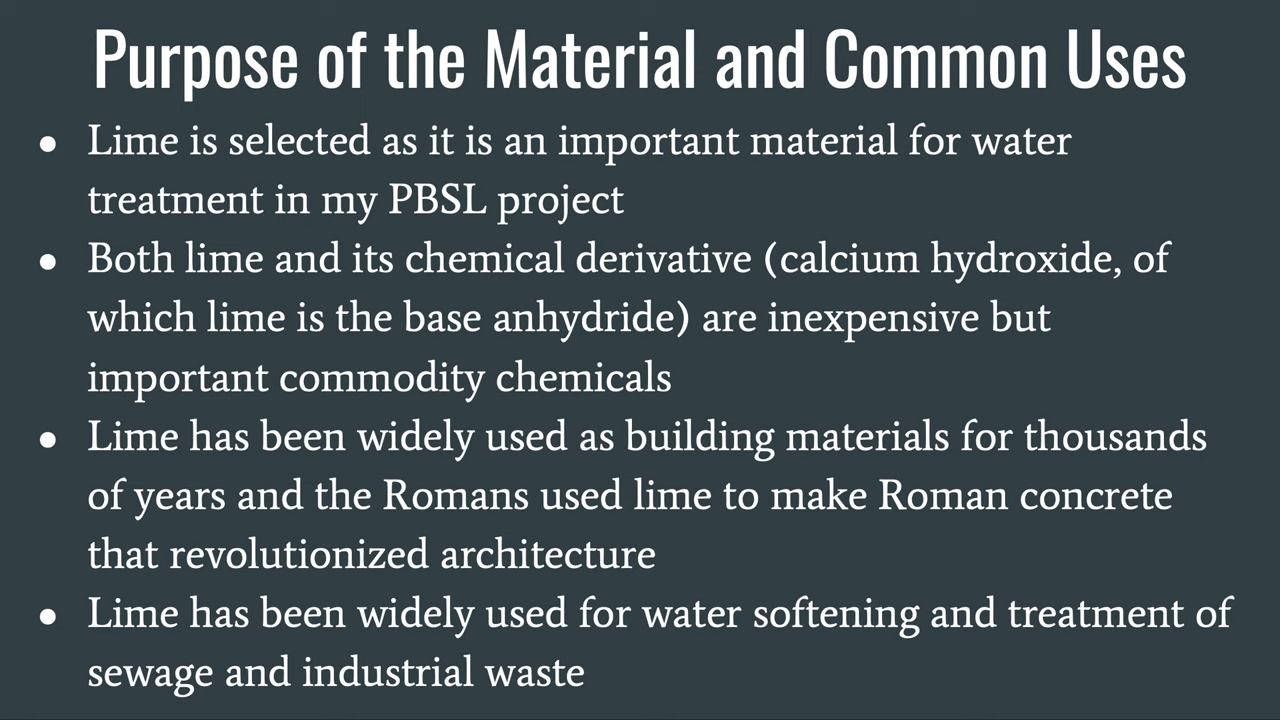 Purpose of the Material and Common Uses
● Lime is selected as it is an important material for water
treatment in my PBSL project
● Both lime and its chemical derivative (calcium hydroxide, of
which lime is the base anhydride) are inexpensive but
important commodity chemicals
● Lime has been widely used as building materials for thousands
of years and the Romans used lime to make Roman concrete
that revolutionized architecture
● Lime has been widely used for water softening and treatment of
sewage and industrial waste